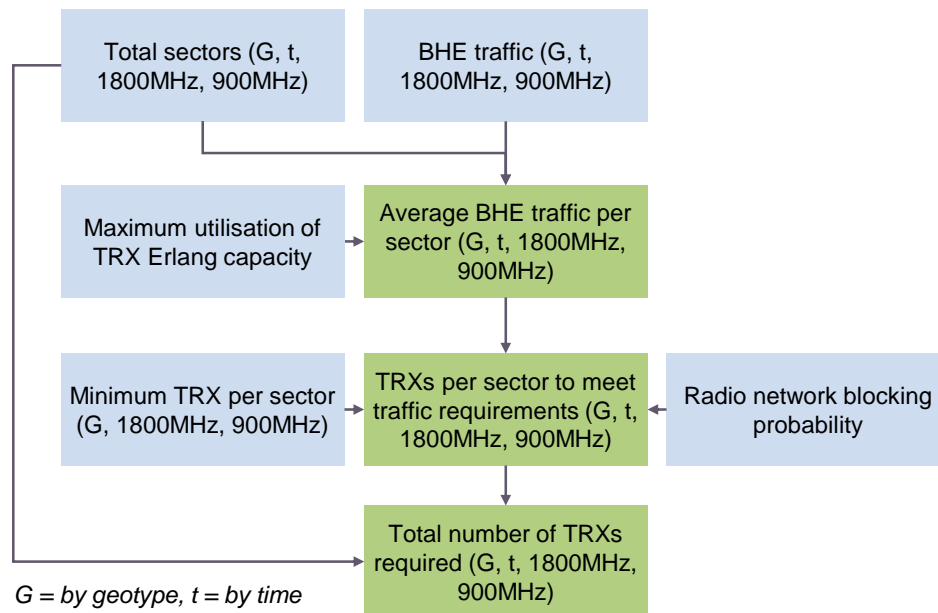 Total sectors (G, t,
1800MHz, 900MHz)
BHE traffic (G, t,
1800MHz, 900MHz)
Maximum utilisation of
TRX Erlang capacity
Average BHE traffic per
sector (G, t, 1800MHz,
900MHz)
Minimum TRX per sector
(G, 1800MHz, 900MHz)
TRXs per sector to meet
traffic requirements (G, t,
1800MHz, 900MHz)
Radio network blocking
probability
Total number of TRXs
required (G, t, 1800MHz,
900MHz)
G = by geotype, t = by time